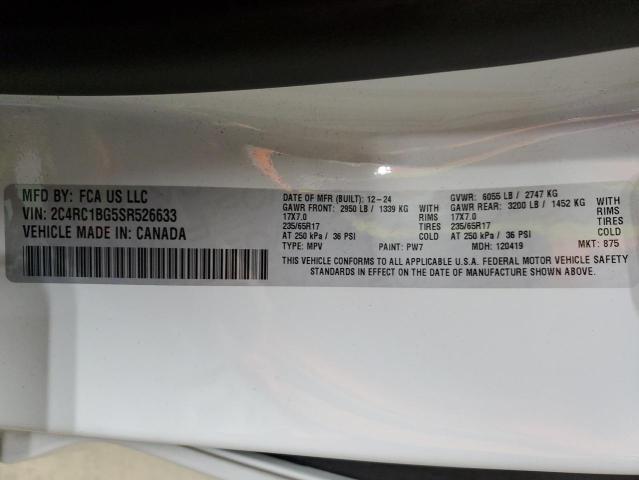 MFD BY: FCA US LLC
VIN: 2C4RC1BG5SR526633
VEHICLE MADE IN: CANADA
DATE OF MFR (BUILT): 12-24 GVWR: 6055 LB / 2747 KG
GAWR FRONT: 2950 LB / 1339 KG WITH GAWR REAR: 3200 LB / 1452 KG WITH
17X7.0 RIMS 17X7.0 RIMS
235/65R17 TIRES 235/65R17 TIRES
AT 250 kPa / 36 PSI COLD AT 250 kPa / 36 PSI COLD
TYPE: MPV PAINT: PW7 MDH: 120419 MKT: 875
THIS VEHICLE CONFORMS TO ALL APPLICABLE U.S.A. FEDERAL MOTOR VEHICLE SAFETY
STANDARDS IN EFFECT ON THE DATE OF MANUFACTURE SHOWN ABOVE.